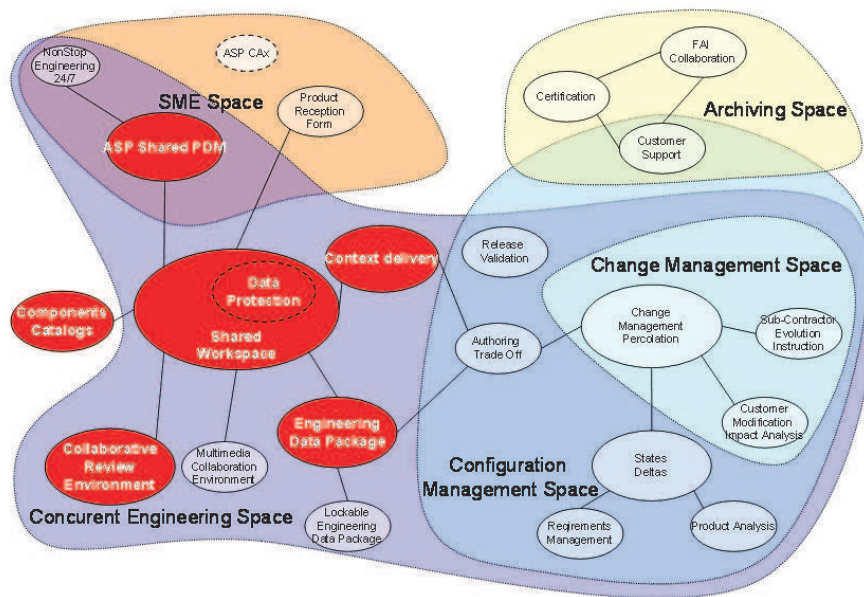 NonStop
Engineering
24/7
ASP CAx
SME Space
Product
Reception
Form
ASP Shared PDM
FAI
Collaboration
Certification
Archiving Space
Customer
Support
Context delivery
Release
Validation
Data
Protection
Change Management Space
Components
Catalogs
Shared
Workspace
Change
Management
Percolation
Sub-Contractor
Evolution
Instruction
Authoring
Trade Off
Engineering
Data Package
Customer
Modification
Impact Analysis
Collaborative
Review
Environment
Multimedia
Collaboration
Environment
Configuration
Management Space
States
Deltas
Concurent Engineering Space
Lockable
Engineering
Data Package
Reqirements
Management
Product Analysis